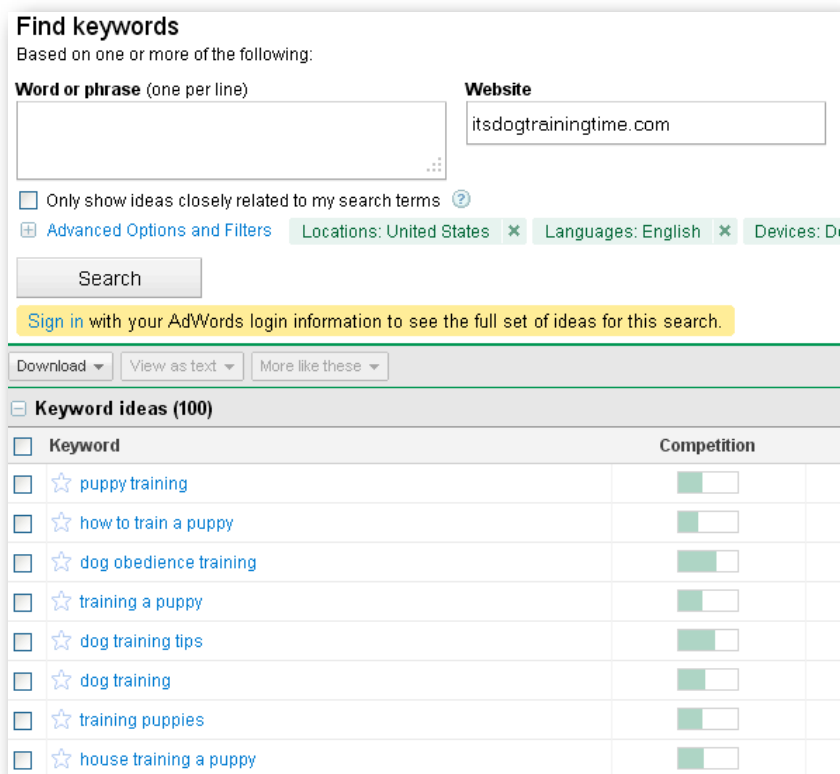 Find keywords
Based on one or more of the following:
Word or phrase (one per line) Website
itsdogtrainingtime.com
Only show ideas closely related to my search terms ?
Advanced Options and Filters Locations: United States × Languages: English × Devices: D
Search
Sign in with your AdWords login information to see the full set of ideas for this search.
Download View as text More like these
Keyword ideas (100)
Keyword Competition
puppy training
how to train a puppy
dog obedience training
training a puppy
dog training tips
dog training
training puppies
house training a puppy